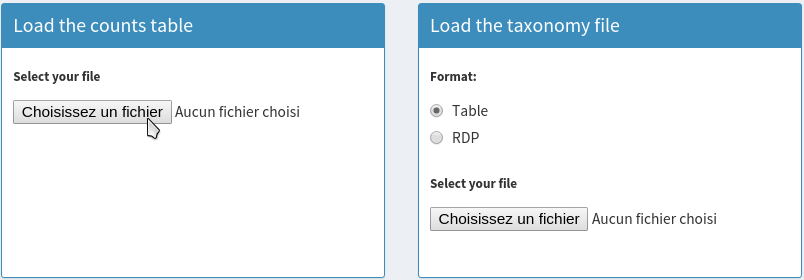 Load the counts table
Select your file
Choisissez un fichier Aucun fichier choisi
Load the taxonomy file
Format:
Table
RDP
Select your file
Choisissez un fichier Aucun fichier choisi